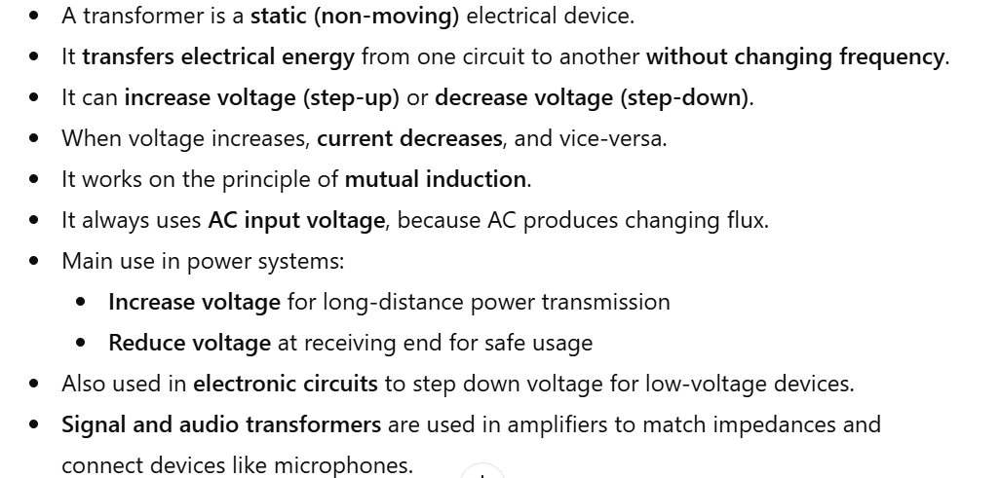 • A transformer is a static (non-moving) electrical device.
• It transfers electrical energy from one circuit to another without changing frequency.
• It can increase voltage (step-up) or decrease voltage (step-down).
• When voltage increases, current decreases, and vice-versa.
• It works on the principle of mutual induction.
• It always uses AC input voltage, because AC produces changing flux.
• Main use in power systems:
• Increase voltage for long-distance power transmission
• Reduce voltage at receiving end for safe usage
• Also used in electronic circuits to step down voltage for low-voltage devices.
• Signal and audio transformers are used in amplifiers to match impedances and
connect devices like microphones.